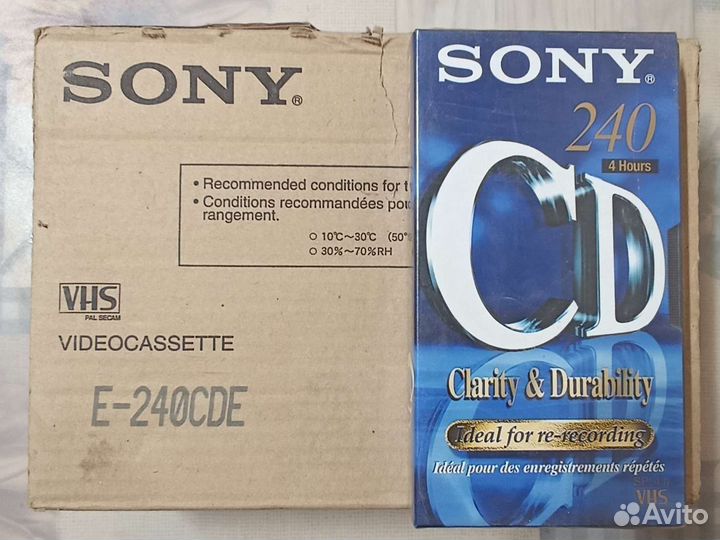 SONY®
• Recommended conditions for t
• Conditions recommandées pou
rangement.
○ 10℃~30℃ (50°
○ 30%~70%RH
VHS
PAL SECAM
VIDEOCASSETTE
E-240CDE
SONY®
240
4 Hours
CD
Clarity & Durability
Ideal for re-recording
Idéal pour des enregistrements répétés
VHS
Avito